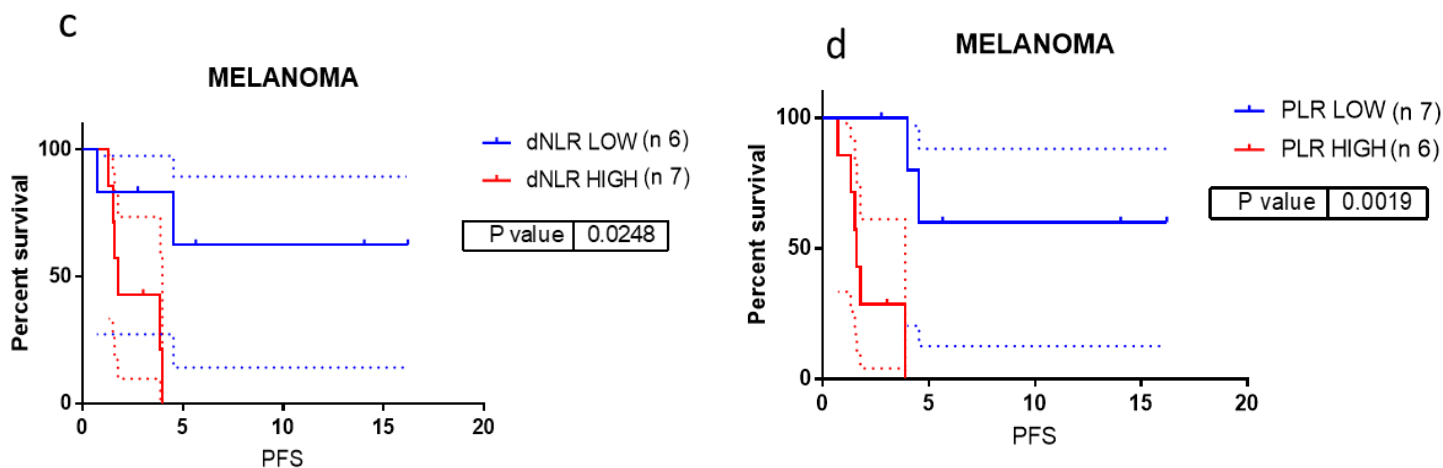 c
MELANOMA
dNLR LOW (n 6)
dNLR HIGH (n 7)
P value 0.0248
Percent survival
100
50
0
0 5 10 15 20
PFS
d
MELANOMA
PLR LOW (n 7)
PLR HIGH (n 6)
P value 0.0019
Percent survival
100
50
0
0 5 10 15 20
PFS